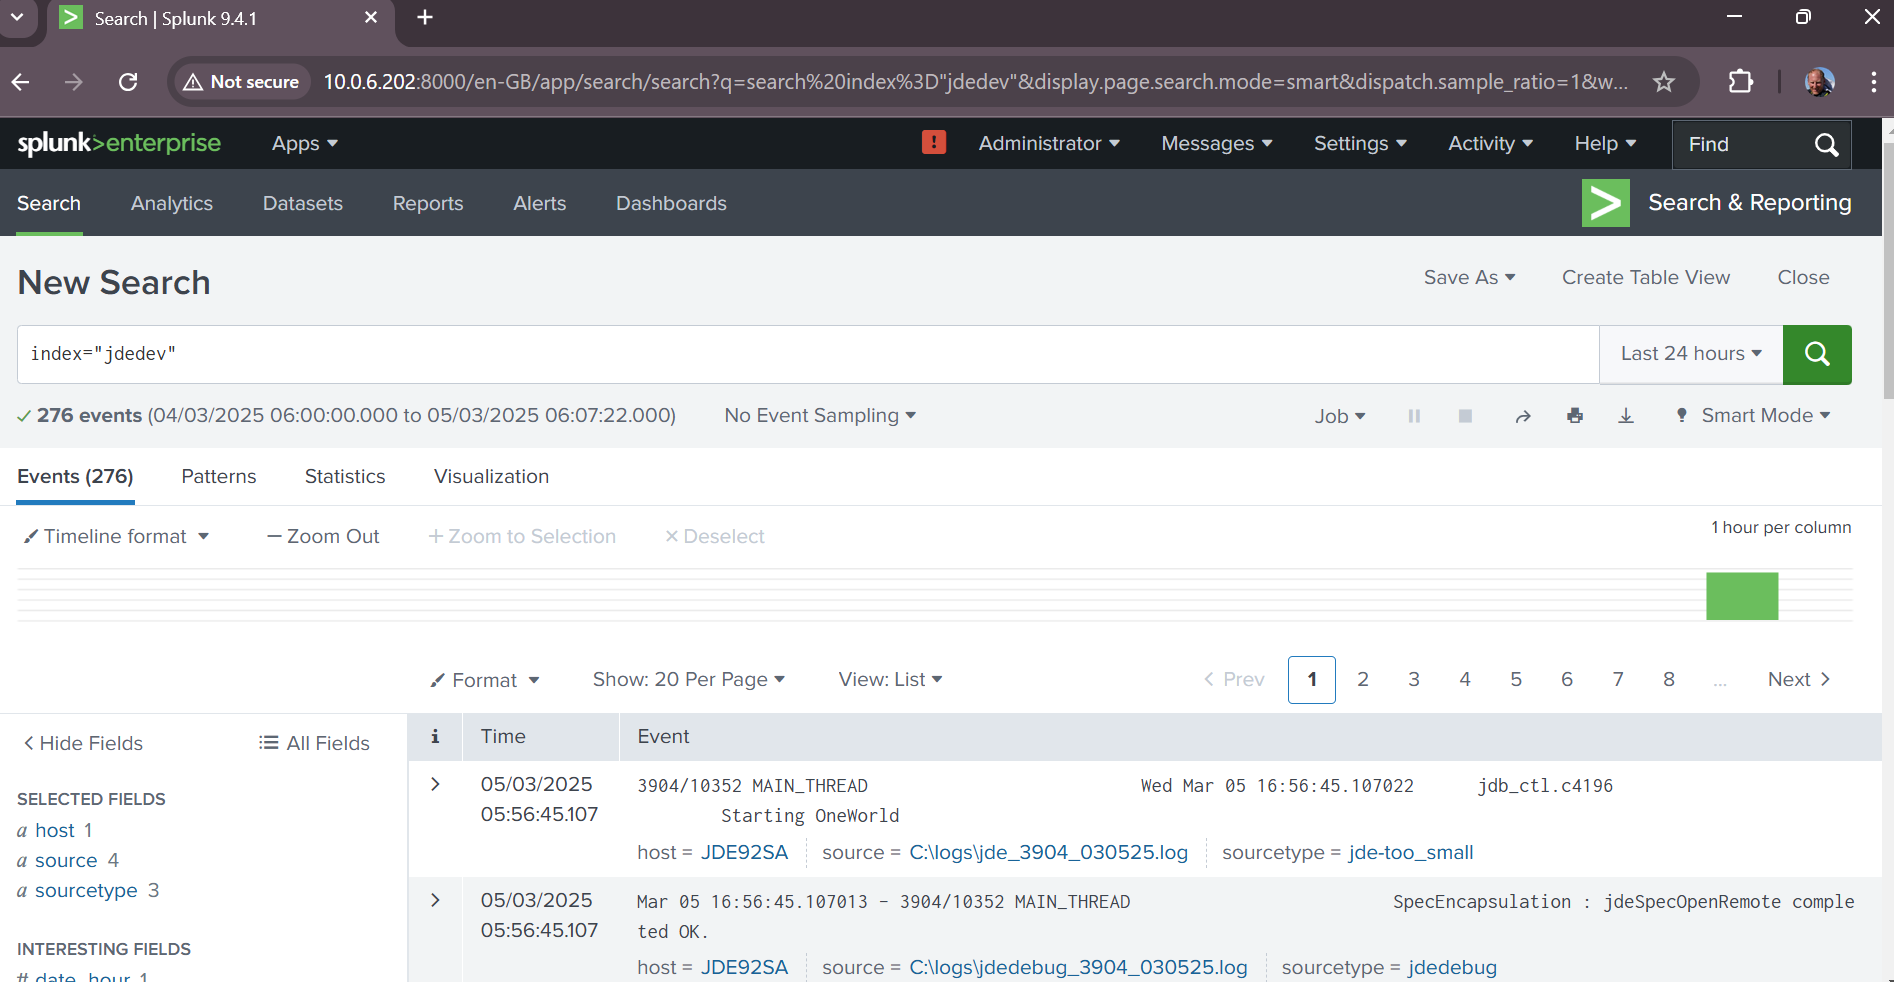 Search | Splunk 9.4.1
Not secure 10.0.6.202:8000/en-GB/app/search/search?q=search%20index%3D"jdedev"&display.page.search.mode=smart&dispatch.sample_ratio=1&w...
splunk>enterprise Apps Administrator Messages Settings Activity Help Find
Search Analytics Datasets Reports Alerts Dashboards Search & Reporting
New Search Save As Create Table View Close
index="jdedev" Last 24 hours
276 events (04/03/2025 06:00:00.000 to 05/03/2025 06:07:22.000) No Event Sampling Job Smart Mode
Events (276) Patterns Statistics Visualization
Timeline format — Zoom Out + Zoom to Selection × Deselect 1 hour per column
Format Show: 20 Per Page View: List < Prev 1 2 3 4 5 6 7 8 ... Next >
< Hide Fields All Fields i Time Event
SELECTED FIELDS
a host 1
a source 4
a sourcetype 3
INTERESTING FIELDS
# date_hour 1
> 05/03/2025 3904/10352 MAIN_THREAD Wed Mar 05 16:56:45.107022 jdb_ctl.c4196
05:56:45.107 Starting OneWorld
host = JDE92SA source = C:\logs\jde_3904_030525.log sourcetype = jde-too_small
> 05/03/2025 Mar 05 16:56:45.107013 - 3904/10352 MAIN_THREAD SpecEncapsulation : jdeSpecOpenRemote comple
05:56:45.107 ted OK.
host = JDE92SA source = C:\logs\jdedebug_3904_030525.log sourcetype = jdedebug